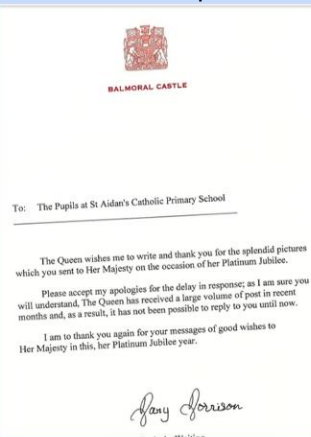 BALMORAL CASTLE
To: The Pupils at St Aidan's Catholic Primary School
The Queen wishes me to write and thank you for the splendid pictures
which you sent to Her Majesty on the occasion of her Platinum Jubilee.
Please accept my apologies for the delay in response; as I am sure you
will understand, The Queen has received a large volume of post in recent
months and, as a result, it has not been possible to reply to you until now.
I am to thank you again for your messages of good wishes to
Her Majesty in this, her Platinum Jubilee year.
Mary Morrison